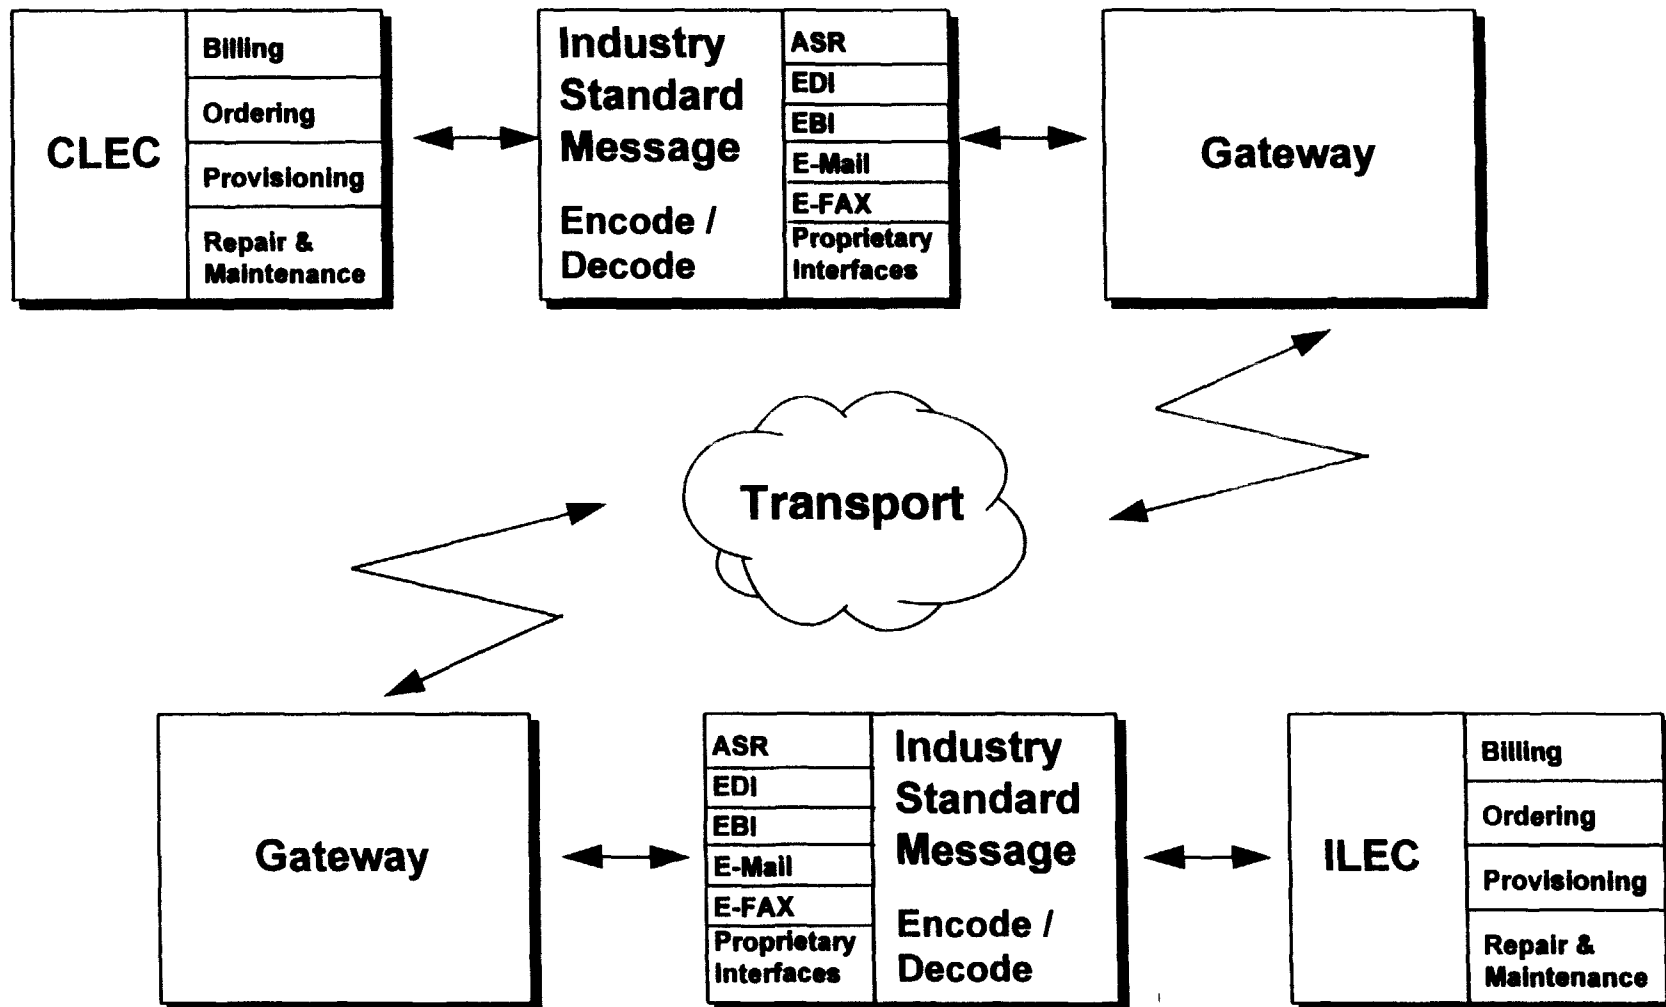 CLEC
Billing
Ordering
Provisioning
Repair &
Maintenance
Industry
Standard
Message
Encode /
Decode
ASR
EDI
EBI
E-Mail
E-FAX
Proprietary
Interfaces
Gateway
Transport
Gateway
ASR
EDI
EBI
E-Mail
E-FAX
Proprietary
Interfaces
Industry
Standard
Message
Encode /
Decode
ILEC
Billing
Ordering
Provisioning
Repair &
Maintenance